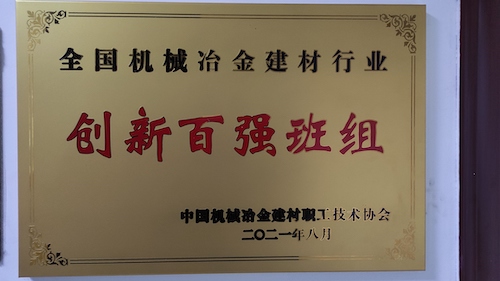 全国机械冶金建材行业
创新百强班组
中国机械冶金建材职工技术协会
二〇二一年八月